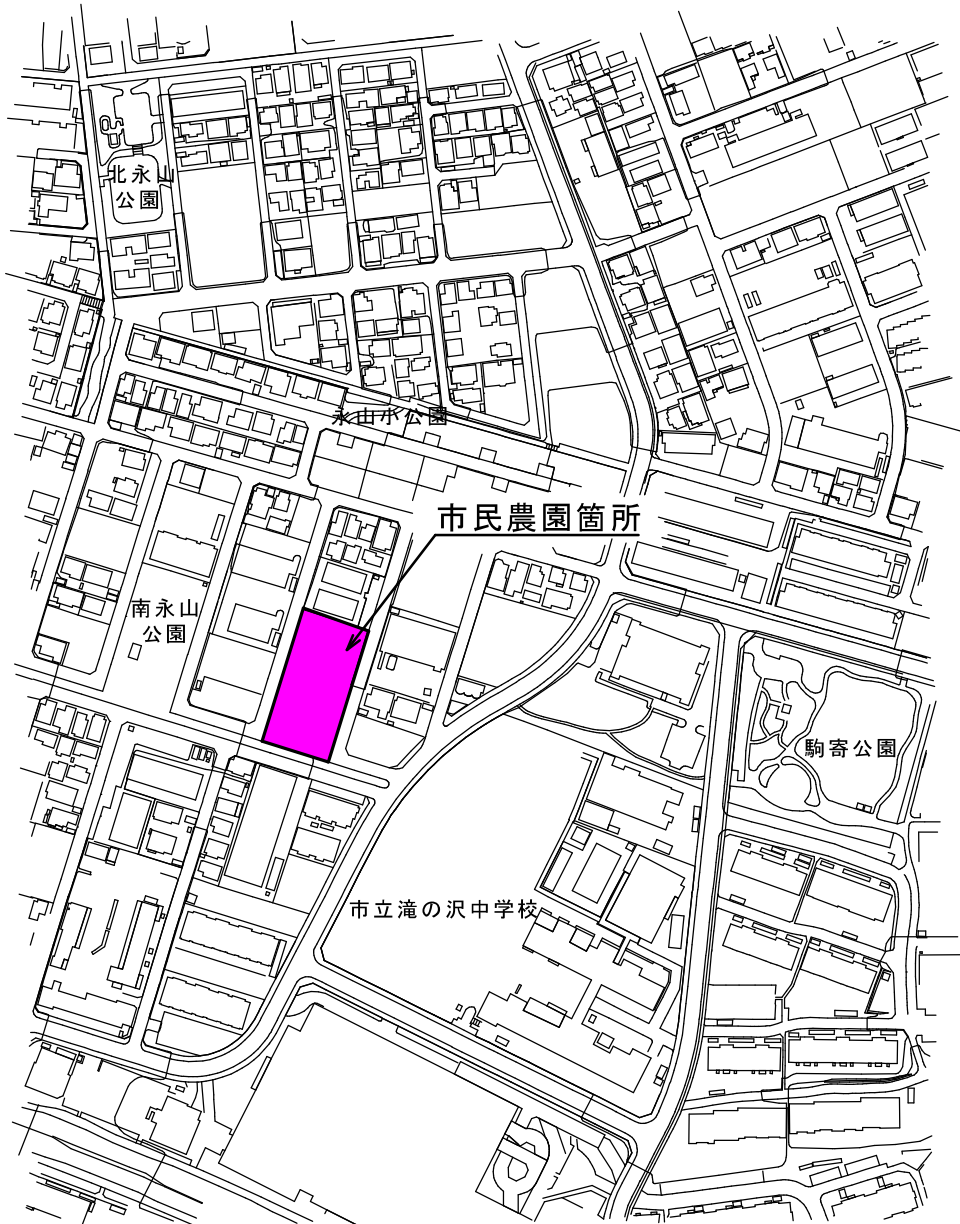 北永山
公園
永山小公園
市民農園箇所
南永山
公園
駒寄公園
市立滝の沢中学校